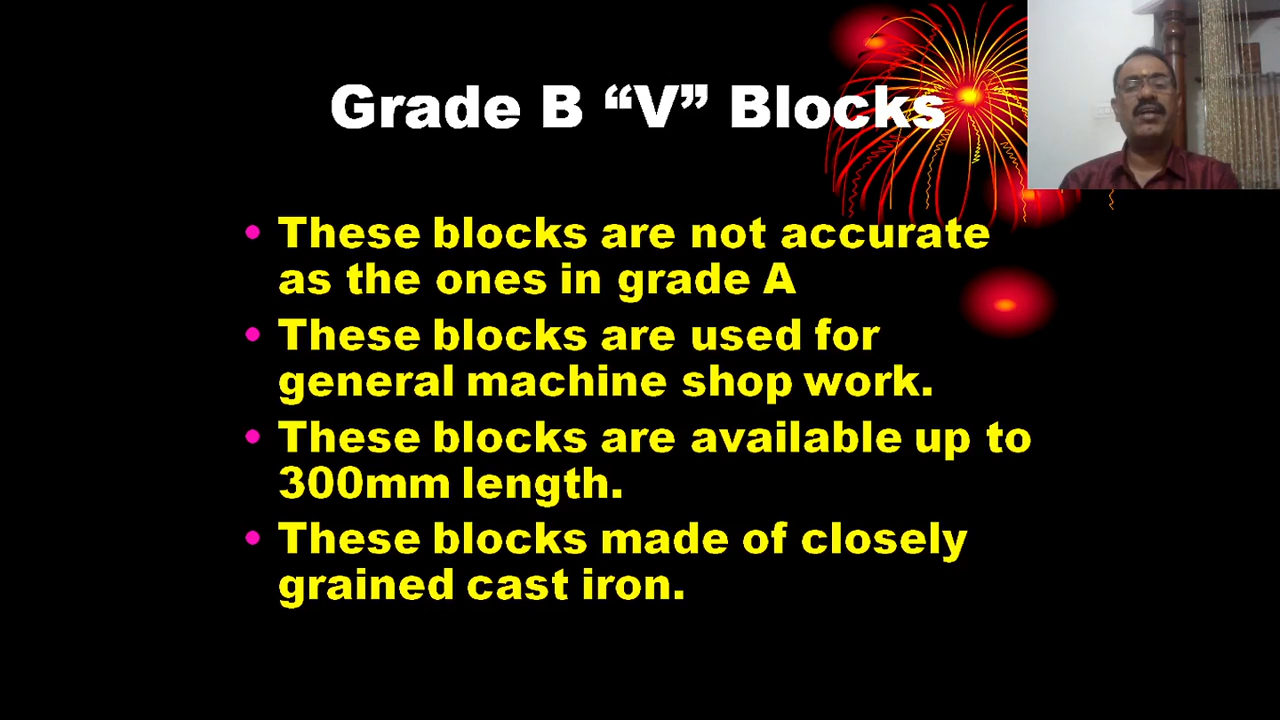 Grade B “V” Blocks
• These blocks are not accurate
as the ones in grade A
• These blocks are used for
general machine shop work.
• These blocks are available up to
300mm length.
• These blocks made of closely
grained cast iron.